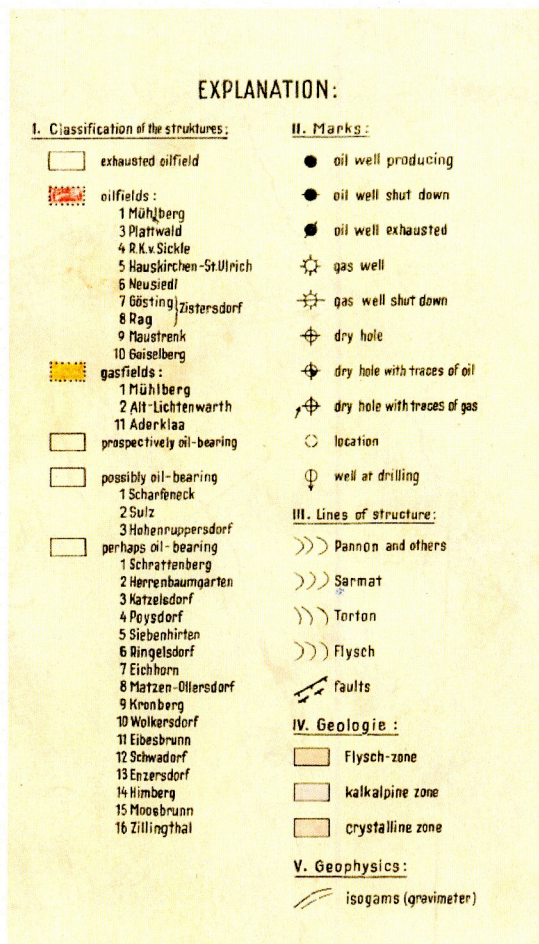 EXPLANATION:
I. Classification of the struktures:
exhausted oilfield
oilfields:
1 Mühlberg
3 Plattwald
4 R.K.v.Sickle
5 Hauskirchen-St.Ulrich
6 Neusiedl
7 Gösting
8 Rag
Zistersdorf
9 Maustrenk
10 Gaiselberg
gasfields:
1 Mühlberg
2 Alt-Lichtenwarth
11 Aderklaa
prospectively oil-bearing
possibly oil-bearing
1 Scharfeneck
2 Sulz
3 Hohenruppersdorf
perhaps oil-bearing
1 Schrattenberg
2 Herrenbaumgarten
3 Katzelsdorf
4 Poysdorf
5 Siebenhirten
6 Ringelsdorf
7 Eichhorn
8 Matzen-Ollersdorf
9 Kronberg
10 Wolkersdorf
11 Eibesbrunn
12 Schwadorf
13 Enzersdorf
14 Himberg
15 Moosbrunn
16 Zillingthal
II. Marks:
oil well producing
oil well shut down
oil well exhausted
gas well
gas well shut down
dry hole
dry hole with traces of oil
dry hole with traces of gas
location
well at drilling
III. Lines of structure:
Pannon and others
Sarmat
Torton
Flysch
faults
IV. Geologie:
Flysch-zone
kalkalpine zone
crystalline zone
V. Geophysics:
isogams (gravimeter)